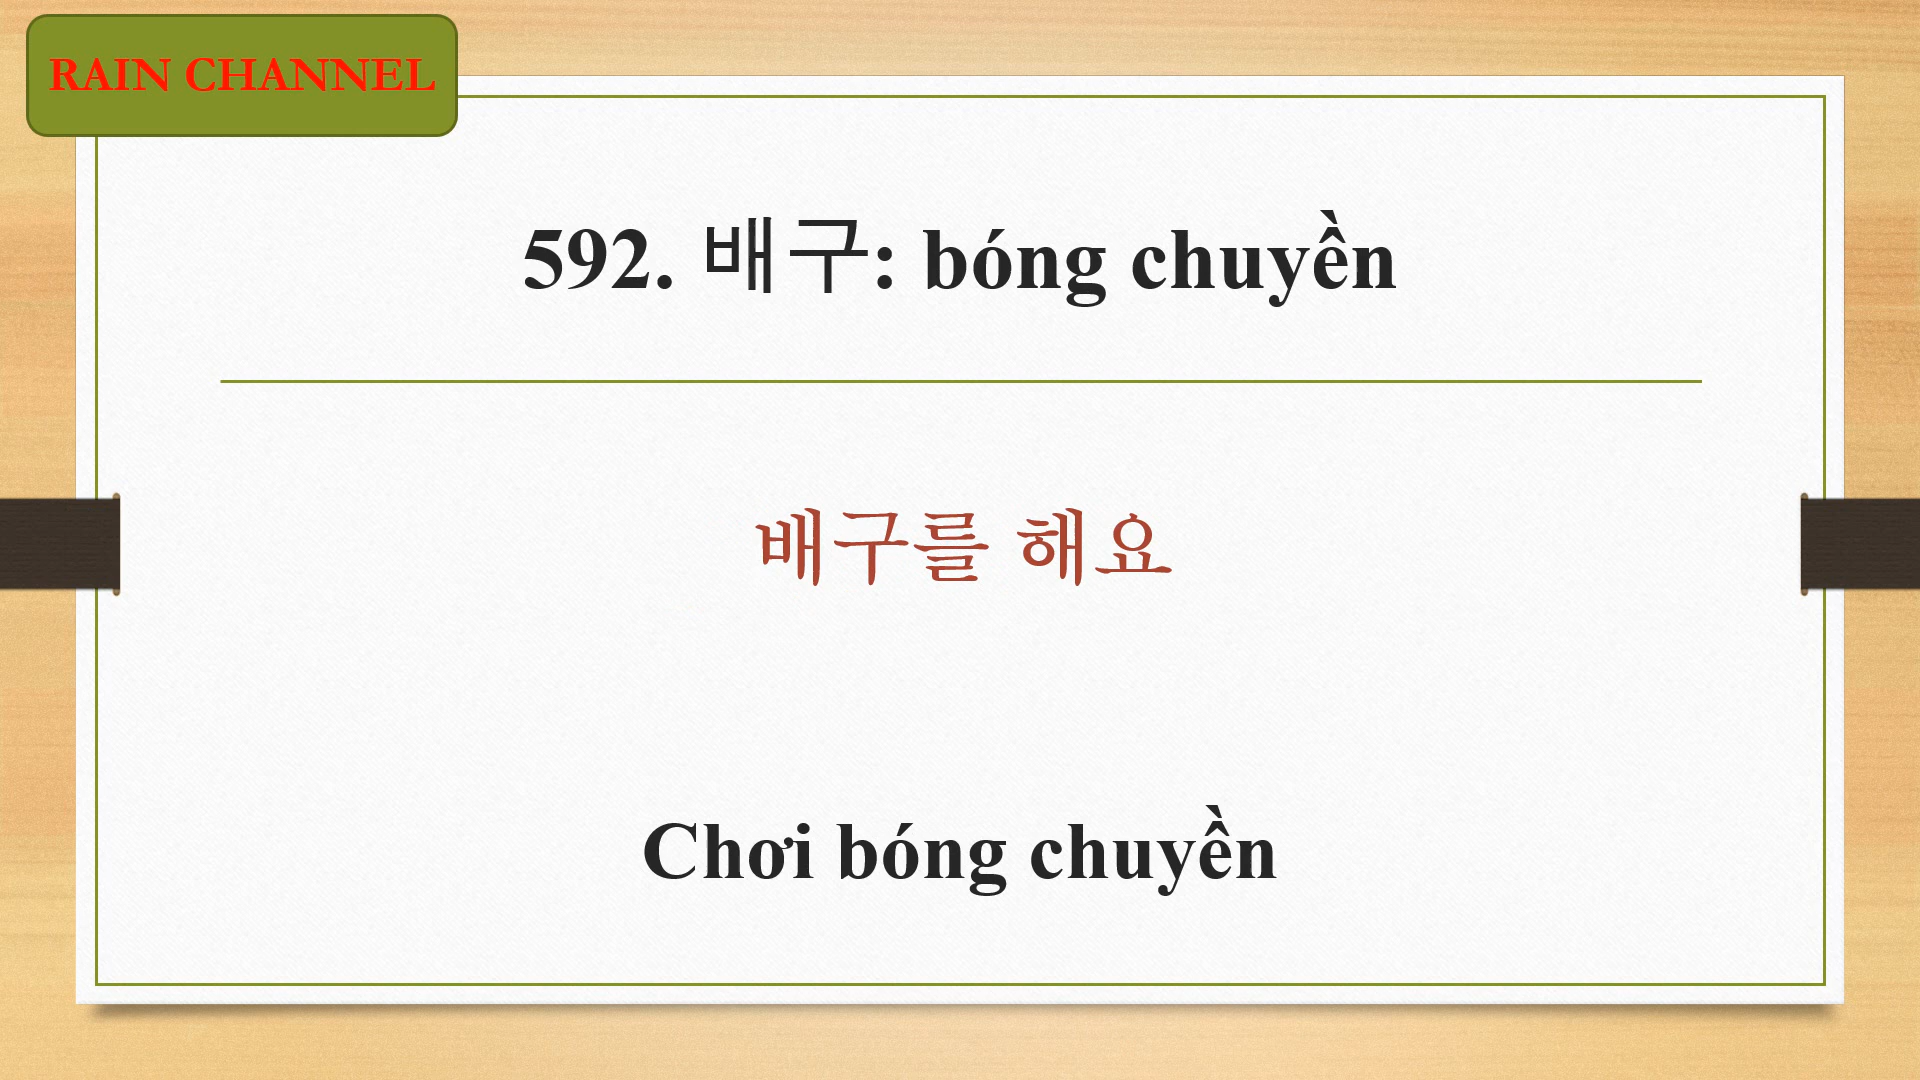 RAIN CHANNEL
592. 배구: bóng chuyền
배구를 해요
Chơi bóng chuyền